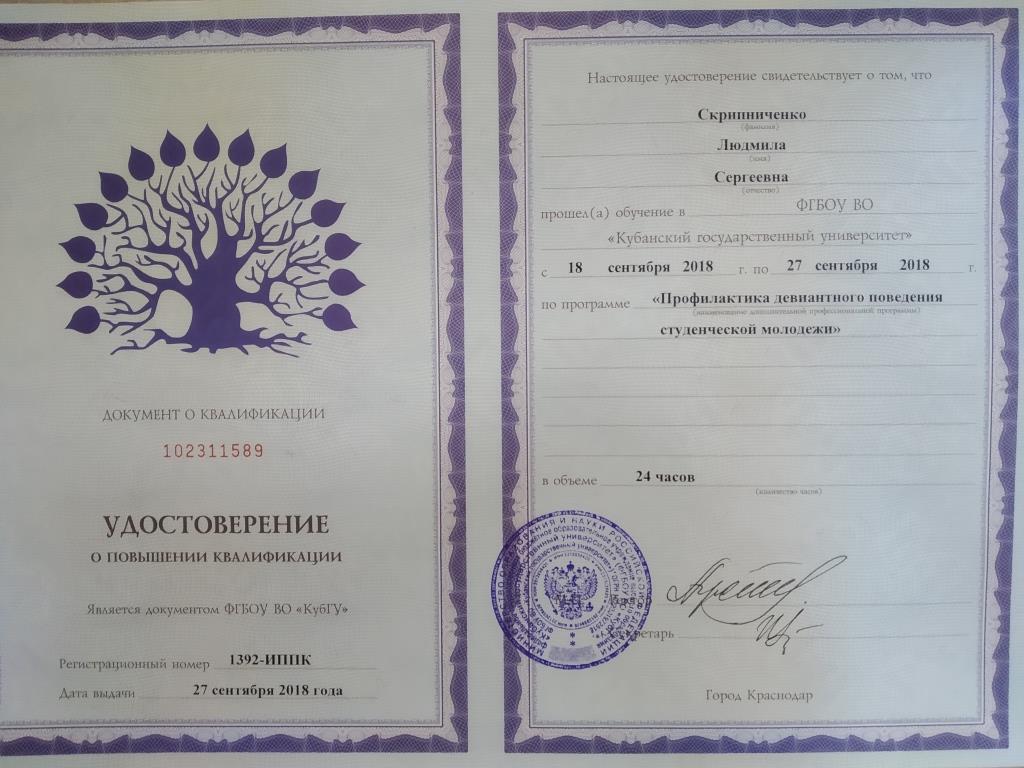 ДОКУМЕНТ О КВАЛИФИКАЦИИ
102311589
УДОСТОВЕРЕНИЕ
О ПОВЫШЕНИИ КВАЛИФИКАЦИИ
Является документом ФГБОУ ВО «КубГУ»
Регистрационный номер 1392-ИППК
Дата выдачи 27 сентября 2018 года
Настоящее удостоверение свидетельствует о том, что
Скрипниченко
(фамилия)
Людмила
(имя)
Сергеевна
(отчество)
прошел(а) обучение в ФГБОУ ВО
«Кубанский государственный университет»
с 18 сентября 2018 г. по 27 сентября 2018 г.
по программе «Профилактика девиантного поведения
(наименование дополнительной профессиональной программы)
студенческой молодежи»
в объеме 24 часов
(количество часов)
Секретарь
Город Краснодар